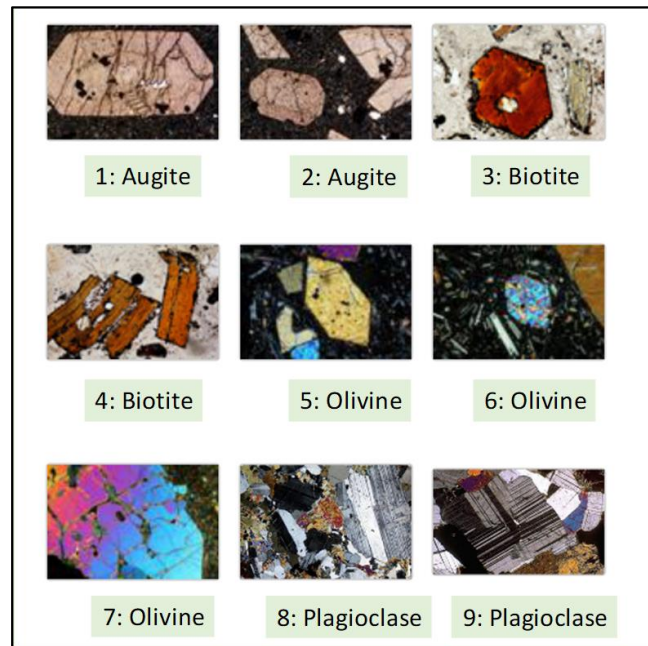 1: Augite
2: Augite
3: Biotite
4: Biotite
5: Olivine
6: Olivine
7: Olivine
8: Plagioclase
9: Plagioclase